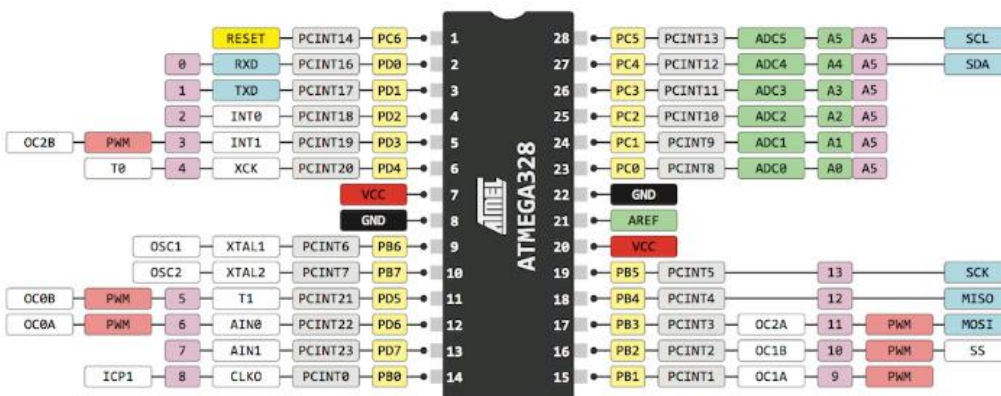 RESET PCINT14 PC6 1 28 PC5 PCINT13 ADC5 A5 A5 SCL
0 RXD PCINT16 PD0 2 27 PC4 PCINT12 ADC4 A4 A5 SDA
1 TXD PCINT17 PD1 3 26 PC3 PCINT11 ADC3 A3 A5
2 INT0 PCINT18 PD2 4 25 PC2 PCINT10 ADC2 A2 A5
OC2B PWM 3 INT1 PCINT19 PD3 5 24 PC1 PCINT9 ADC1 A1 A5
T0 4 XCK PCINT20 PD4 6 23 PC0 PCINT8 ADC0 A0 A5
VCC 7 22 GND
GND 8 21 AREF
OSC1 XTAL1 PCINT6 PB6 9 20 VCC
OSC2 XTAL2 PCINT7 PB7 10 19 PB5 PCINT5 13 SCK
OC0B PWM 5 T1 PCINT21 PD5 11 18 PB4 PCINT4 12 MISO
OC0A PWM 6 AIN0 PCINT22 PD6 12 17 PB3 PCINT3 OC2A 11 PWM MOSI
7 AIN1 PCINT23 PD7 13 16 PB2 PCINT2 OC1B 10 PWM SS
ICP1 8 CLKO PCINT0 PB0 14 15 PB1 PCINT1 OC1A 9 PWM
ATMEL
ATMEGA328